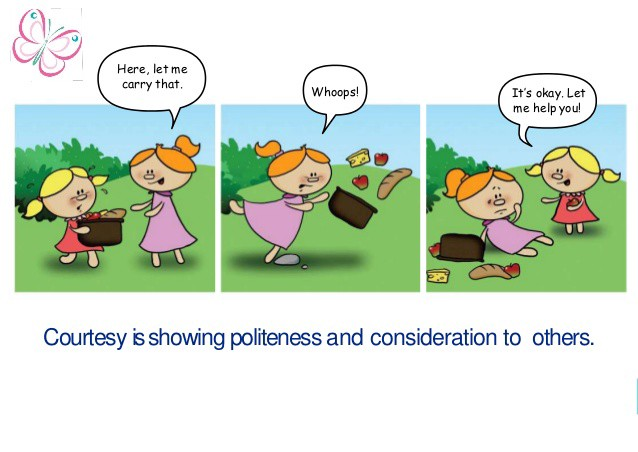 Here, let me
carry that.
Whoops!
It's okay. Let
me help you!
Courtesy is showing politeness and consideration to others.